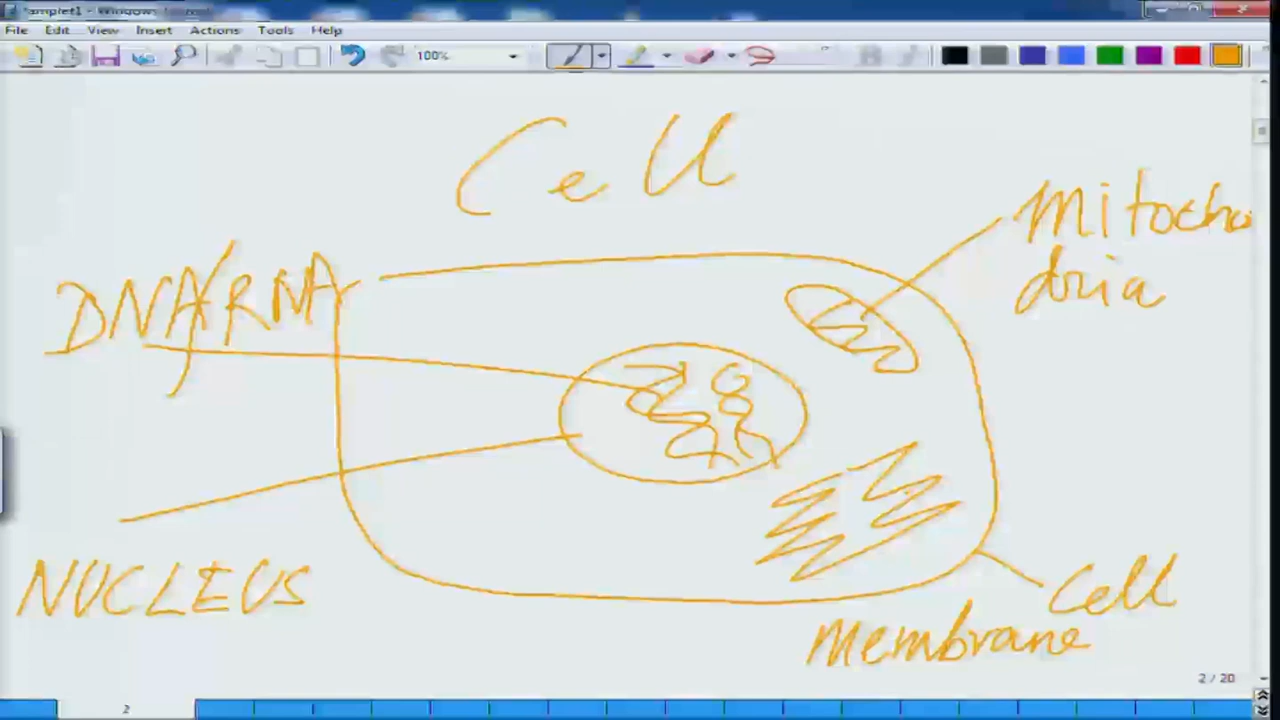 File Edit View Insert Actions Tools Help
100%
Cell
Mitocho
dria
DNA/RNA
NUCLEUS
Cell
Membrane
2 / 20
2